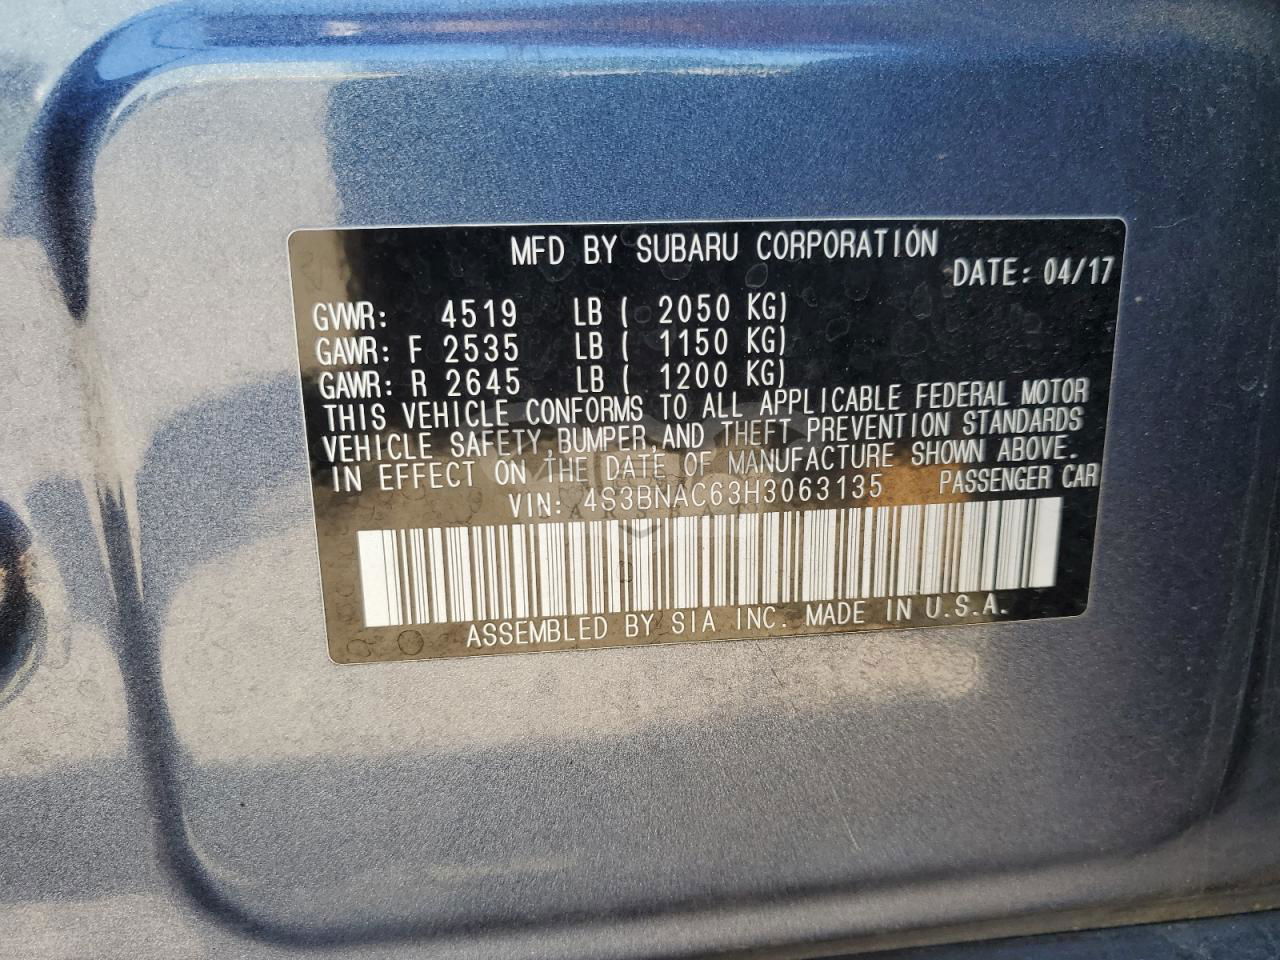 MFD BY SUBARU CORPORATION
DATE: 04/17
GVWR: 4519 LB ( 2050 KG)
GAWR: F 2535 LB ( 1150 KG)
GAWR: R 2645 LB ( 1200 KG)
THIS VEHICLE CONFORMS TO ALL APPLICABLE FEDERAL MOTOR
VEHICLE SAFETY, BUMPER, AND THEFT PREVENTION STANDARDS
IN EFFECT ON THE DATE OF MANUFACTURE SHOWN ABOVE.
VIN: 4S3BNAC63H3063135 PASSENGER CAR
ASSEMBLED BY SIA INC. MADE IN U.S.A.